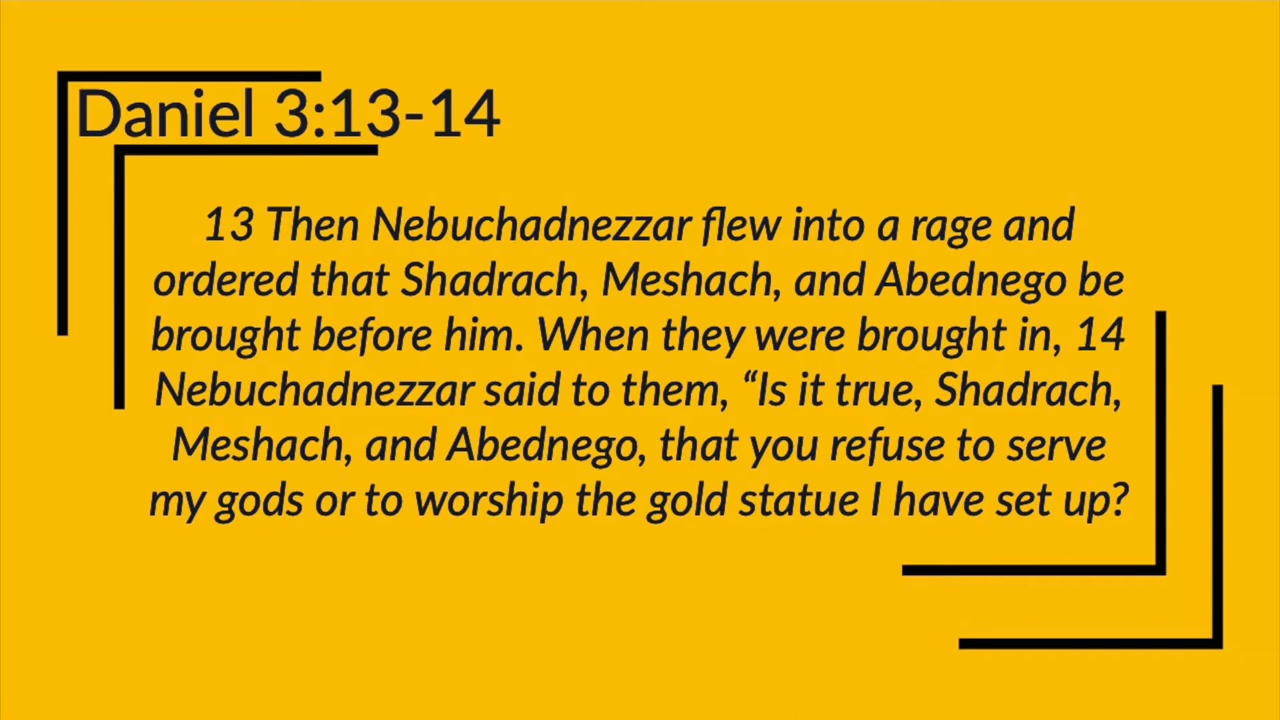 Daniel 3:13-14
13 Then Nebuchadnezzar flew into a rage and
ordered that Shadrach, Meshach, and Abednego be
brought before him. When they were brought in, 14
Nebuchadnezzar said to them, “Is it true, Shadrach,
Meshach, and Abednego, that you refuse to serve
my gods or to worship the gold statue I have set up?